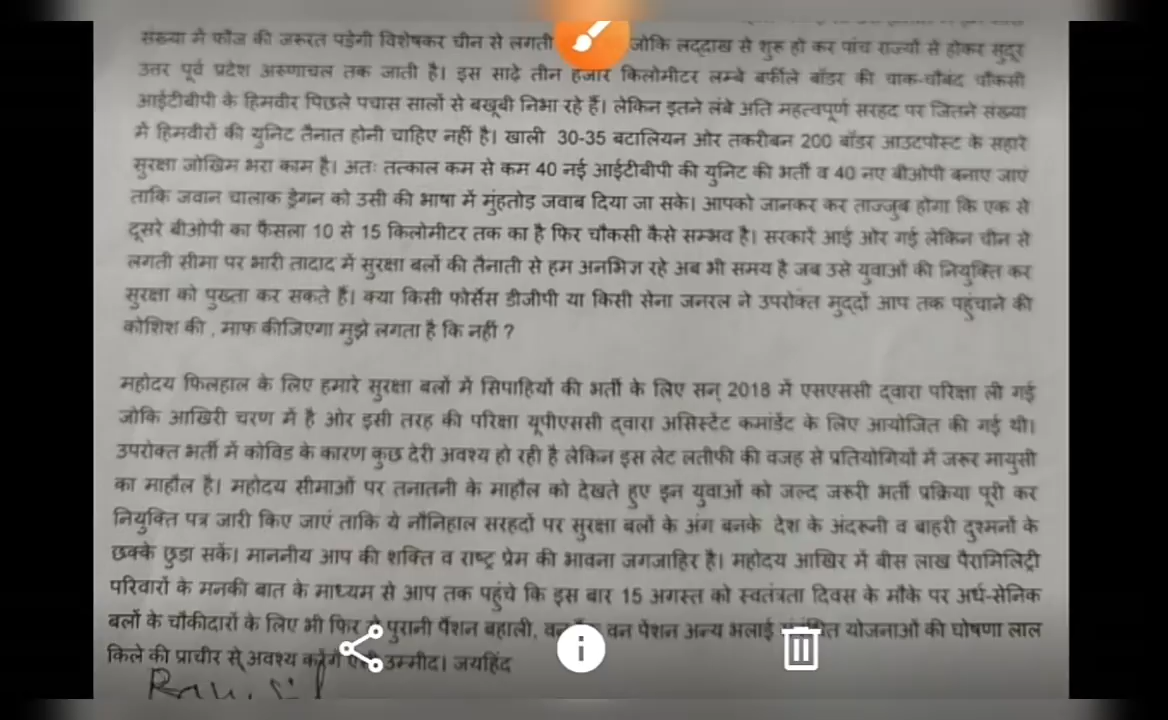 संख्या में फौज की जरूरत पड़ेगी विशेषकर चीन से लगती जोकि लद्दाख से शुरू हो कर पांच राज्यों से होकर सुदूर
उत्तर पूर्व प्रदेश अरुणाचल तक जाती है। इस साढ़े तीन हजार किलोमीटर लम्बे बर्फीले बॉडर की चाक-चौबंद चौकसी
आईटीबीपी के हिमवीर पिछले पचास सालों से बखूबी निभा रहे हैं। लेकिन इतने लंबे अति महत्वपूर्ण सरहद पर जितने संख्या
में हिमवीरों की युनिट तैनात होनी चाहिए नहीं है। खाली 30-35 बटालियन ओर तकरीबन 200 बॉडर आउटपोस्ट के सहारे
सुरक्षा जोखिम भरा काम है। अतः तत्काल कम से कम 40 नई आईटीबीपी की युनिट की भर्ती व 40 नए बीओपी बनाए जाएं
ताकि जवान चालाक ड्रेगन को उसी की भाषा में मुंहतोड़ जवाब दिया जा सके। आपको जानकर कर ताज्जुब होगा कि एक से
दूसरे बीओपी का फैसला 10 से 15 किलोमीटर तक का है फिर चौकसी कैसे सम्भव है। सरकारें आई ओर गई लेकिन चीन से
लगती सीमा पर भारी तादाद में सुरक्षा बलों की तैनाती से हम अनभिज्ञ रहे अब भी समय है जब उसे युवाओं की नियुक्ति कर
सुरक्षा को पुख्ता कर सकते हैं। क्या किसी फोर्सेस डीजीपी या किसी सेना जनरल ने उपरोक्त मुद्दों आप तक पहुंचाने की
कोशिश की , माफ कीजिएगा मुझे लगता है कि नहीं ?
महोदय फिलहाल के लिए हमारे सुरक्षा बलों में सिपाहियों की भर्ती के लिए सन् 2018 में एसएससी द्वारा परिक्षा ली गई
जोकि आखिरी चरण में है ओर इसी तरह की परिक्षा यूपीएससी द्वारा असिस्टेंट कमांडेंट के लिए आयोजित की गई थी।
उपरोक्त भर्ती में कोविड के कारण कुछ देरी अवश्य हो रही है लेकिन इस लेट लतीफी की वजह से प्रतियोगियों में जरूर मायुसी
का माहौल है। महोदय सीमाओं पर तनातनी के माहौल को देखते हुए इन युवाओं को जल्द जरूरी भर्ती प्रक्रिया पूरी कर
नियुक्ति पत्र जारी किए जाएं ताकि ये नौनिहाल सरहदों पर सुरक्षा बलों के अंग बनके देश के अंदरूनी व बाहरी दुश्मनों के
छक्के छुड़ा सकें। माननीय आप की शक्ति व राष्ट्र प्रेम की भावना जगजाहिर है। महोदय आखिर में बीस लाख पैरामिलिट्री
परिवारों के मनकी बात के माध्यम से आप तक पहुंचे कि इस बार 15 अगस्त को स्वतंत्रता दिवस के मौके पर अर्ध-सेनिक
बलों के चौकीदारों के लिए भी फिर से पुरानी पेंशन बहाली, वन वन पेंशन अन्य भलाई योजनाओं की घोषणा लाल
किले की प्राचीर से अवश्य करेंगे उम्मीद। जयहिंद